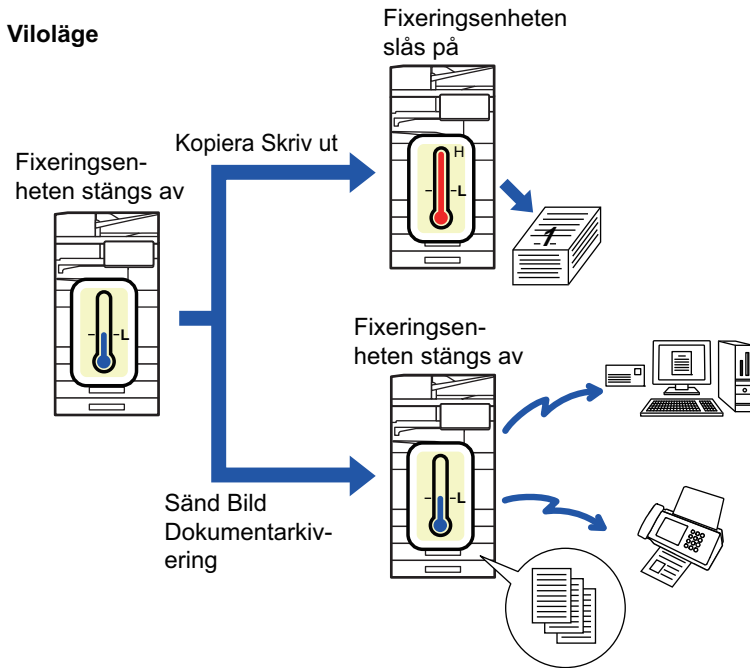 Viloläge
Fixeringsenheten
slås på
Kopiera Skriv ut
Fixeringsen-
heten stängs av
H
L
1
L
Fixeringsen-
heten stängs av
L
Sänd Bild
Dokumentarkiv-
ering